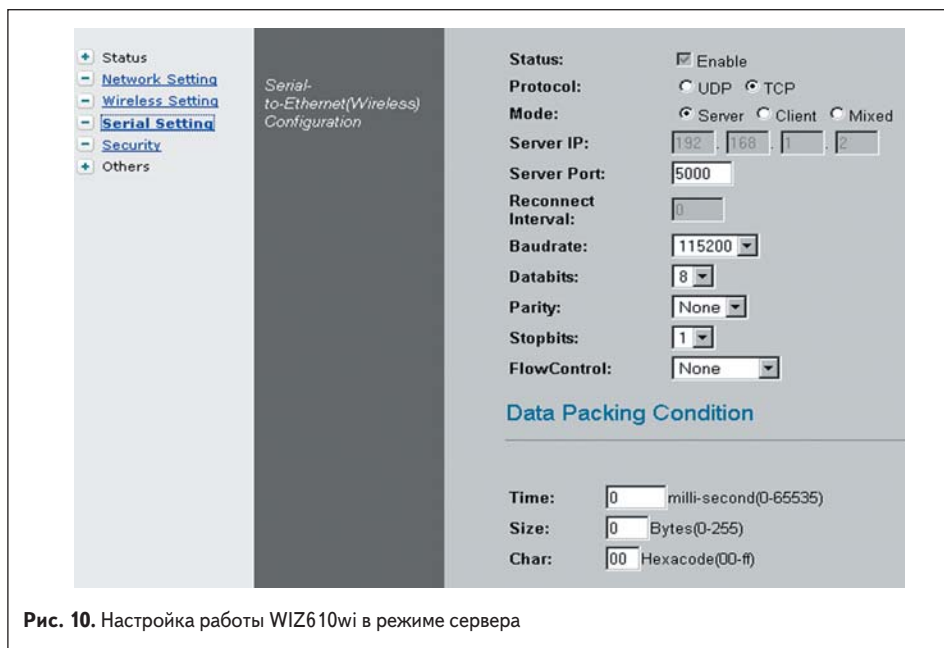 Status
Network Setting
Wireless Setting
Serial Setting
Security
Others
Serial-
to-Ethernet(Wireless)
Configuration
Status: Enable
Protocol: UDP TCP
Mode: Server Client Mixed
Server IP: 192 . 168 . 1 . 2
Server Port: 5000
Reconnect
Interval: 0
Baudrate: 115200
Databits: 8
Parity: None
Stopbits: 1
FlowControl: None
Data Packing Condition
Time: 0 milli-second(0-65535)
Size: 0 Bytes(0-255)
Char: 00 Hexacode(00-ff)
Рис. 10. Настройка работы WIZ610wi в режиме сервера